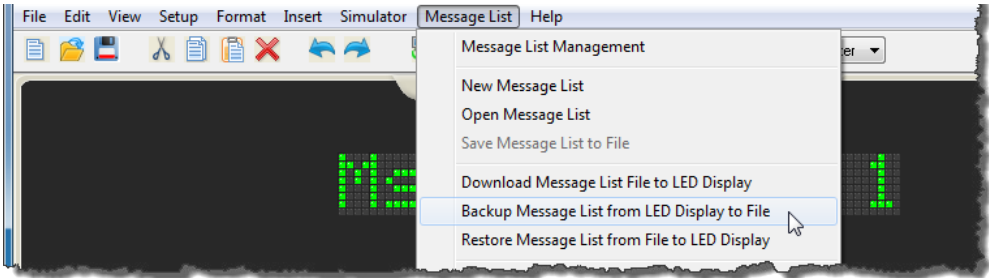 File Edit View Setup Format Insert Simulator Message List Help
Message List Management
New Message List
Open Message List
Save Message List to File
Download Message List File to LED Display
Backup Message List from LED Display to File
Restore Message List from File to LED Display
1